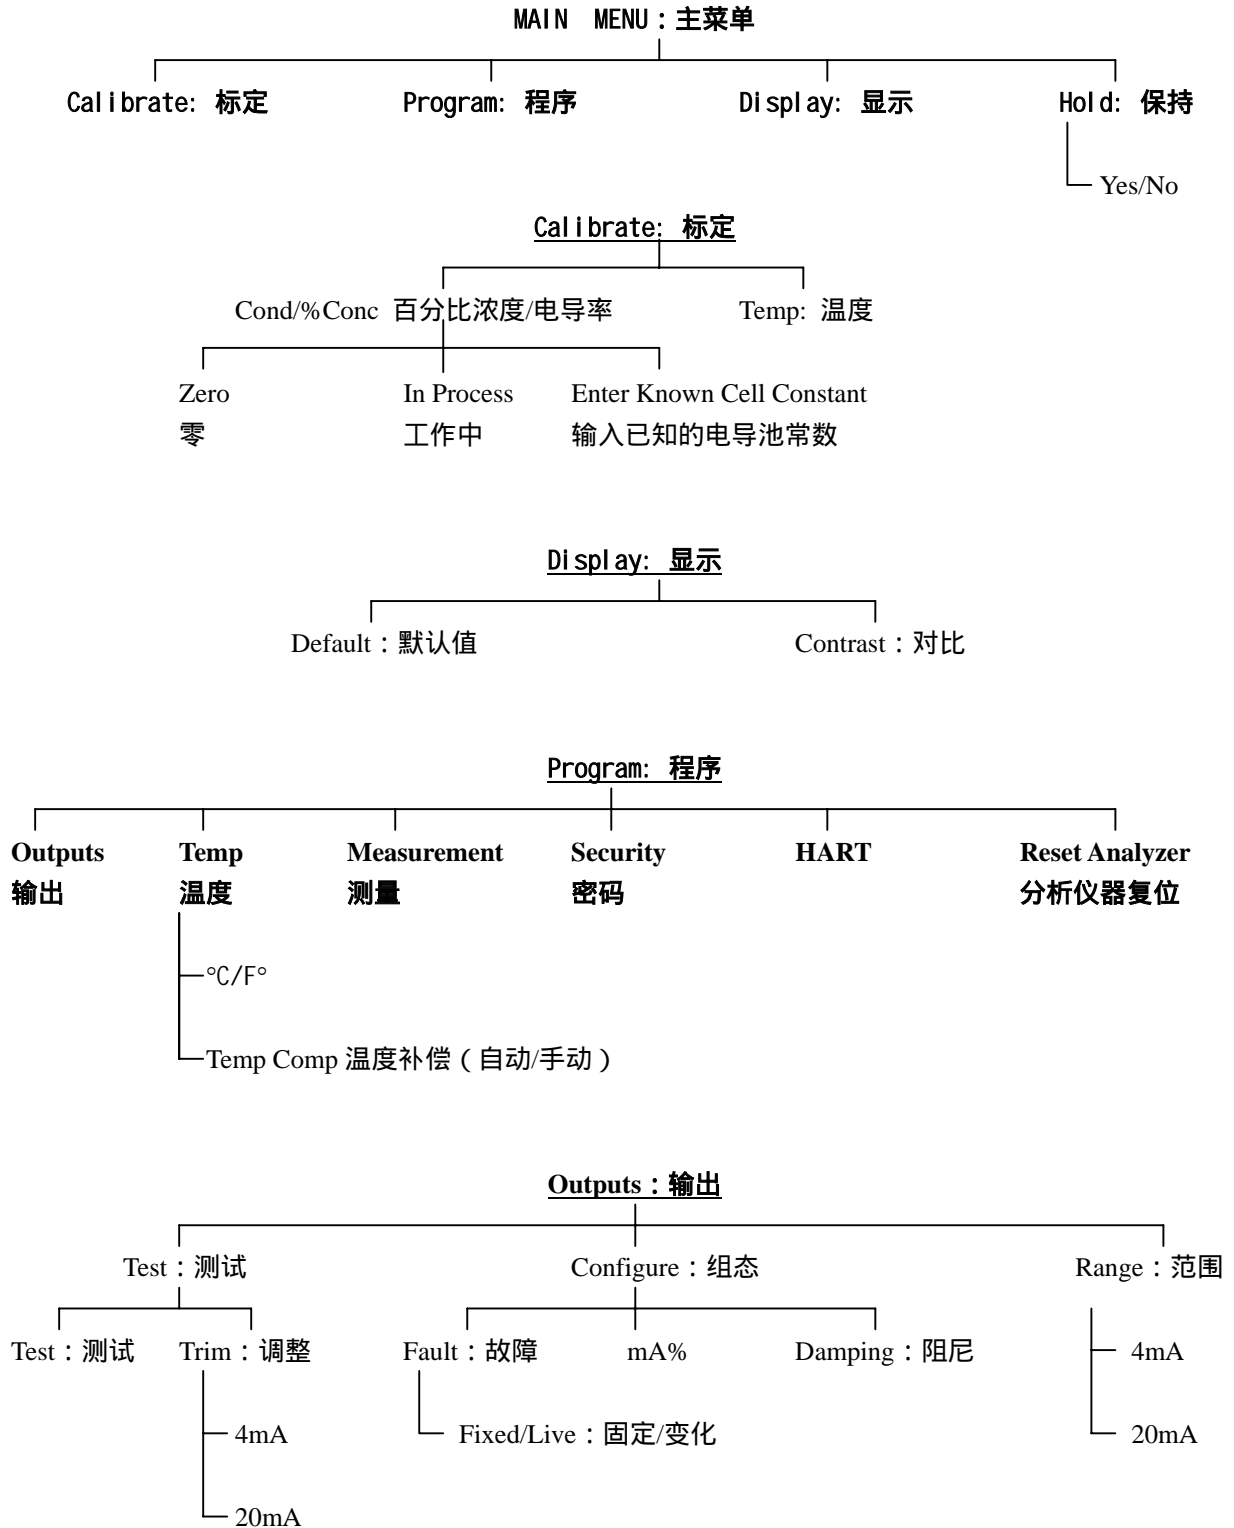 MAIN MENU：主菜单
Calibrate: 标定 Program: 程序 Display: 显示 Hold: 保持
Yes/No
Calibrate: 标定
Cond/%Conc 百分比浓度/电导率 Temp: 温度
Zero In Process Enter Known Cell Constant
零 工作中 输入已知的电导池常数
Display: 显示
Default：默认值 Contrast：对比
Program: 程序
Outputs Temp Measurement Security HART Reset Analyzer
输出 温度 测量 密码 分析仪器复位
°C/F°
Temp Comp 温度补偿（自动/手动）
Outputs：输出
Test：测试 Configure：组态 Range：范围
Test：测试 Trim：调整 Fault：故障 mA% Damping：阻尼 4mA
4mA Fixed/Live：固定/变化 20mA
20mA